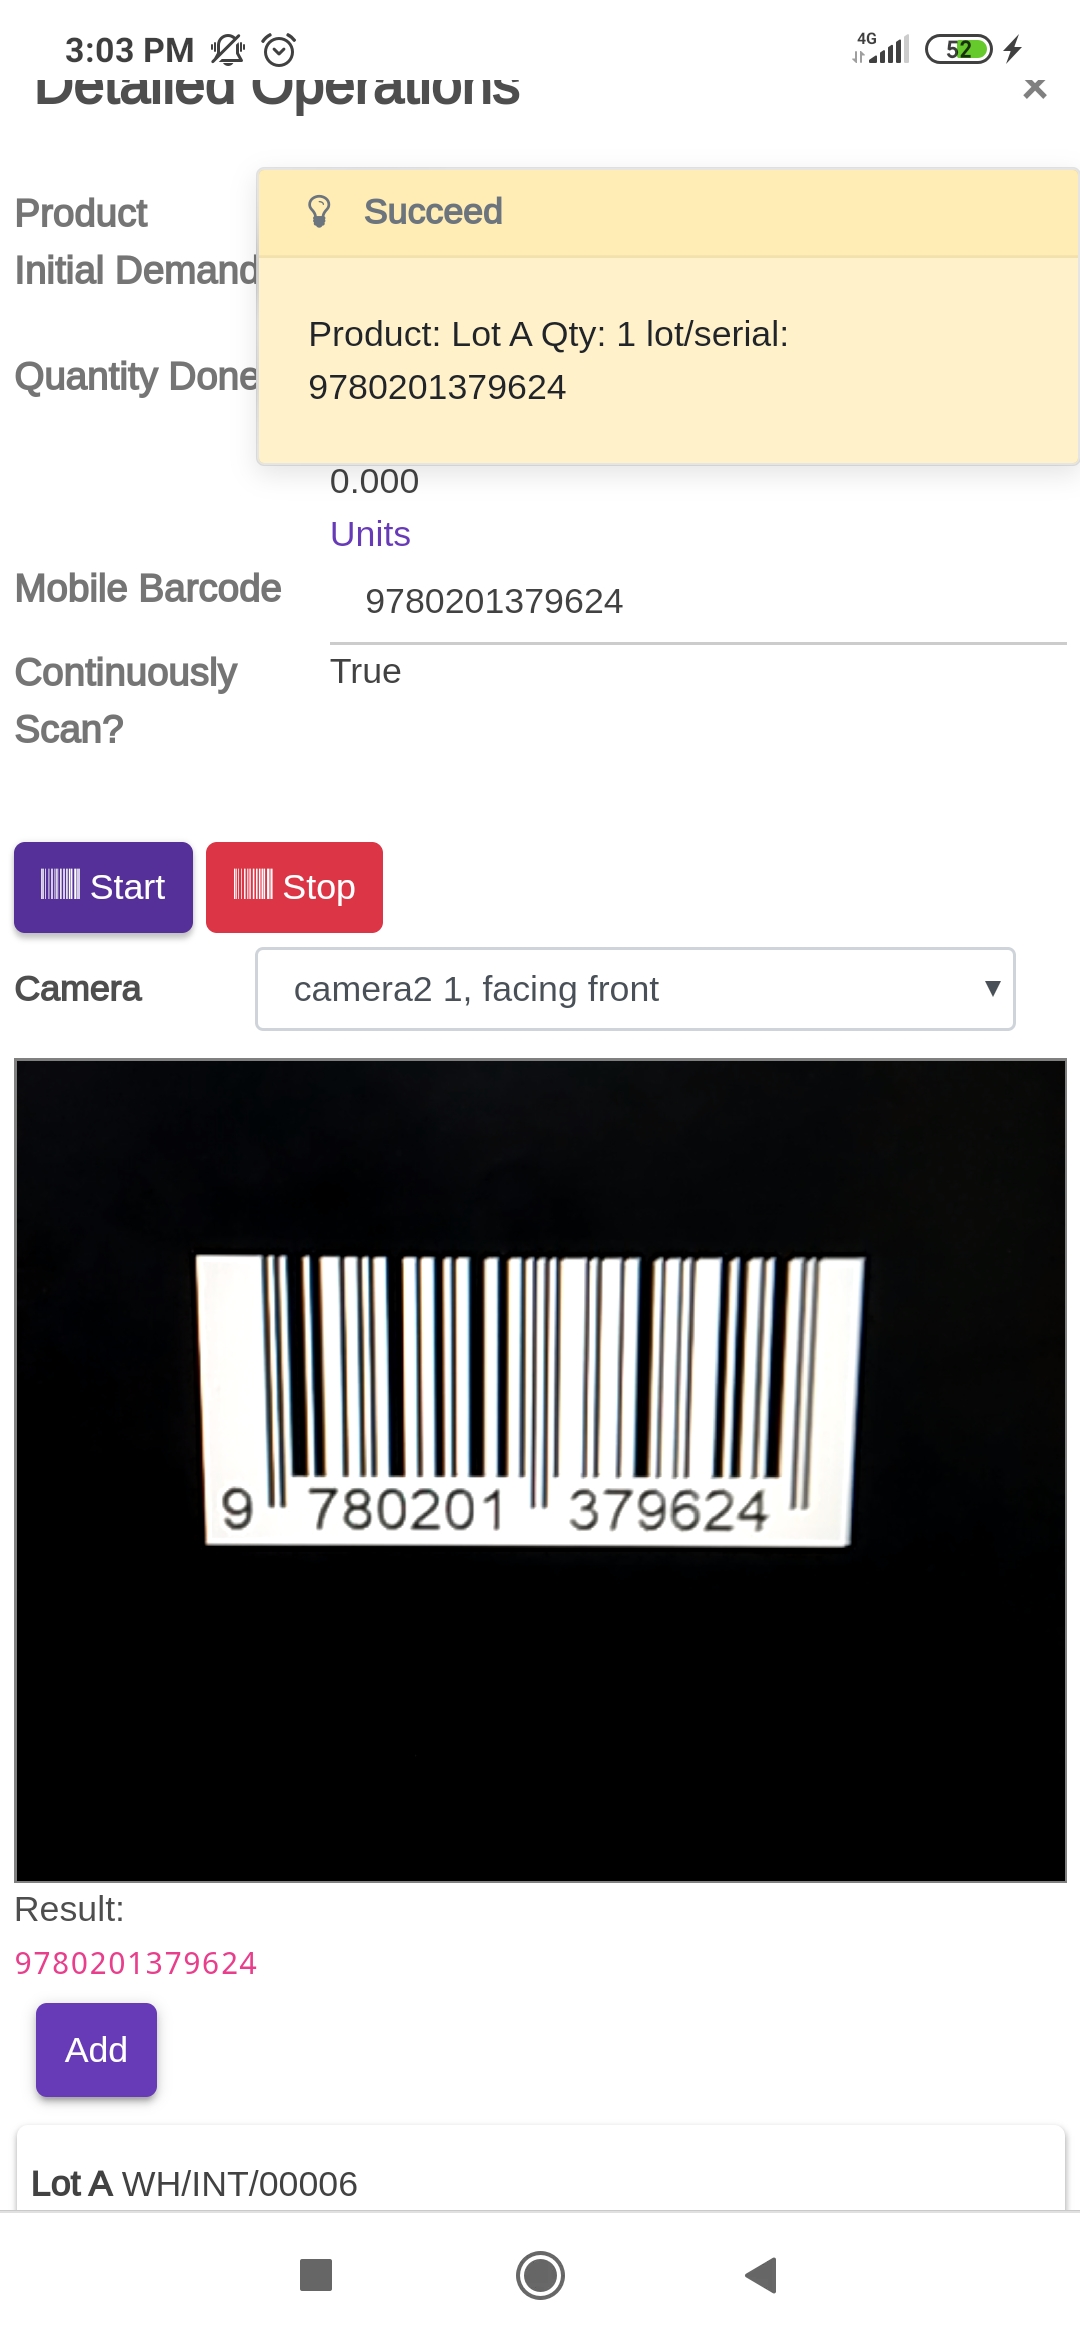 3:03 PM
4G
52
Detailed Operations
×
Product
Succeed
Initial Demand
Product: Lot A Qty: 1 lot/serial:
9780201379624
Quantity Done
0.000
Units
Mobile Barcode
9780201379624
Continuously
Scan?
True
Start
Stop
Camera
camera2 1, facing front
9 780201 379624
Result:
9780201379624
Add
Lot A WH/INT/00006